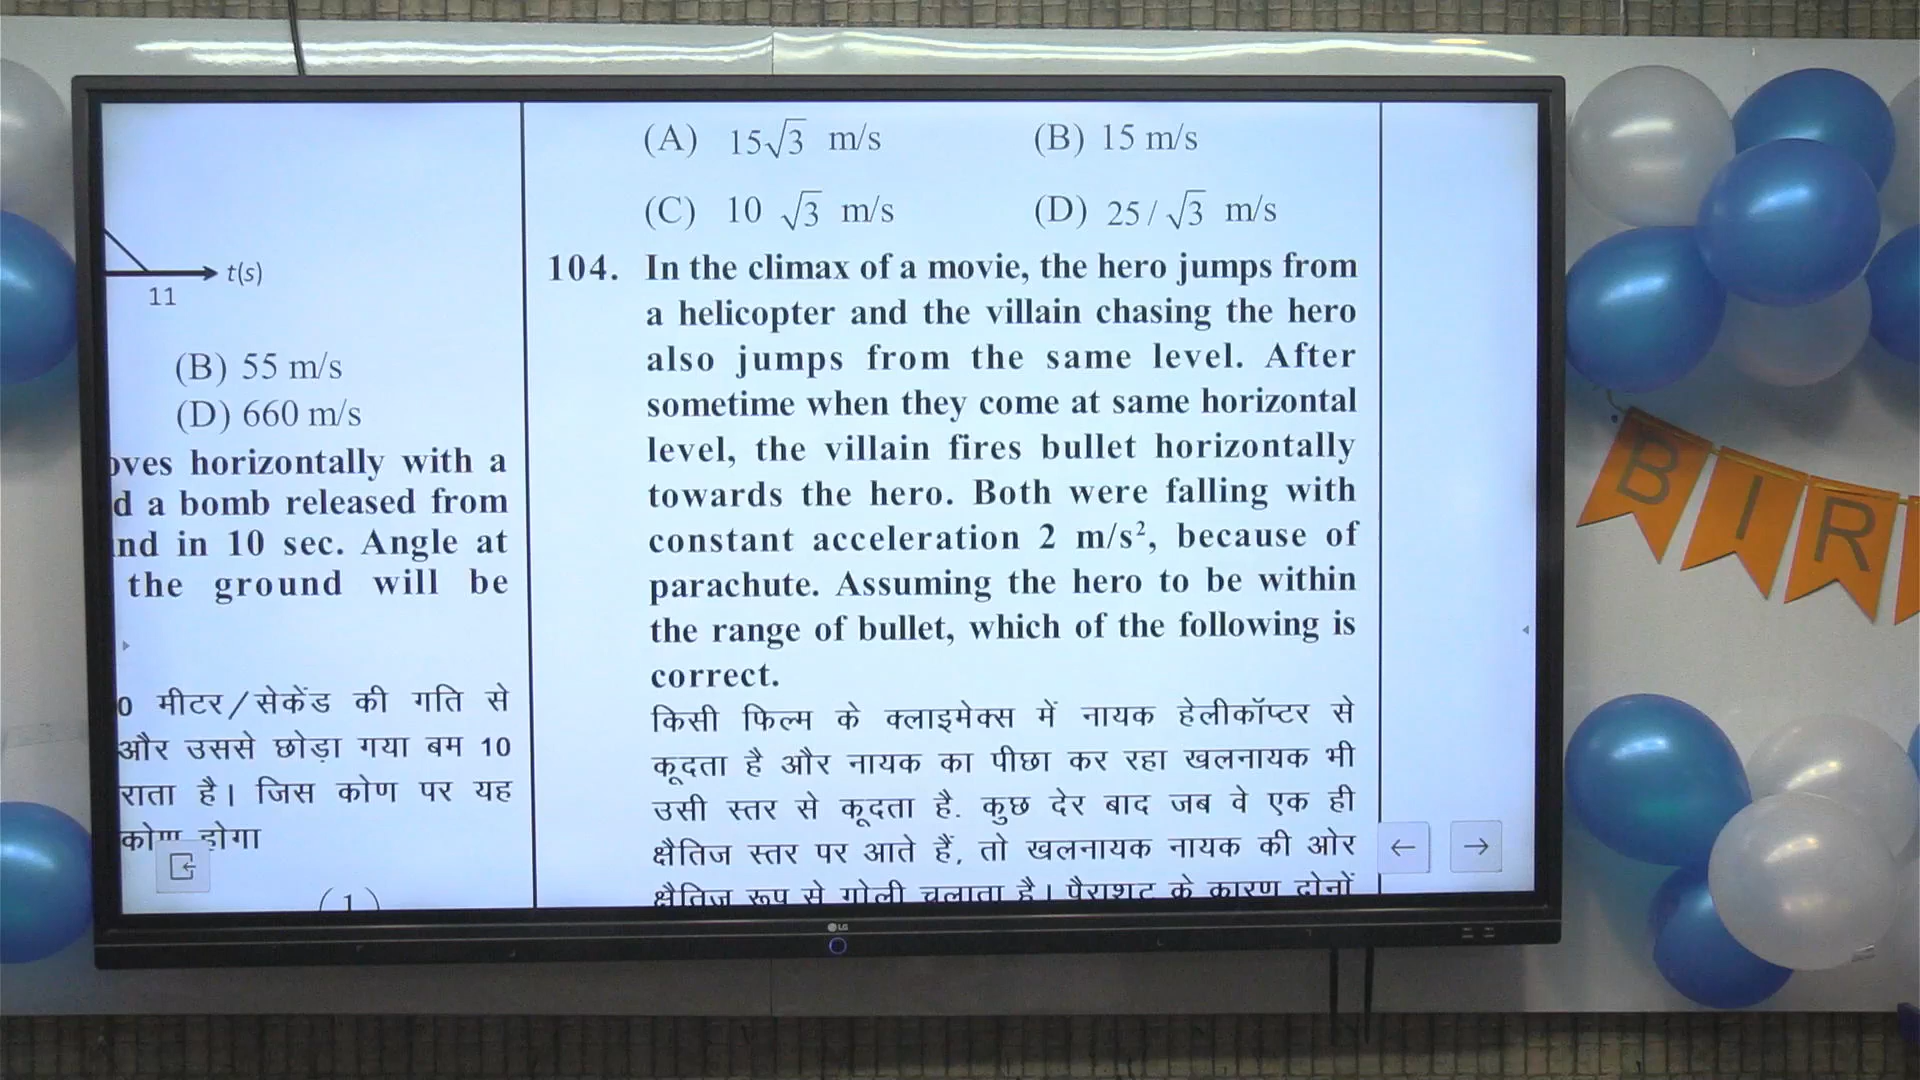 t(s)
11
(B) 55 m/s
(D) 660 m/s
ves horizontally with a
d a bomb released from
nd in 10 sec. Angle at
the ground will be
0 मीटर/सेकेंड की गति से
और उससे छोड़ा गया बम 10
राता है। जिस कोण पर यह
कोण होगा
(1)
(A) 15√3 m/s
(B) 15 m/s
(C) 10 √3 m/s
(D) 25/√3 m/s
104. In the climax of a movie, the hero jumps from
a helicopter and the villain chasing the hero
also jumps from the same level. After
sometime when they come at same horizontal
level, the villain fires bullet horizontally
towards the hero. Both were falling with
constant acceleration 2 m/s², because of
parachute. Assuming the hero to be within
the range of bullet, which of the following is
correct.
किसी फिल्म के क्लाइमेक्स में नायक हेलीकॉप्टर से
कूदता है और नायक का पीछा कर रहा खलनायक भी
उसी स्तर से कूदता है. कुछ देर बाद जब वे एक ही
क्षैतिज स्तर पर आते हैं, तो खलनायक नायक की ओर
क्षैतिज रूप से गोली चलाता है। पैराशूट के कारण दोनों
LG
BIR